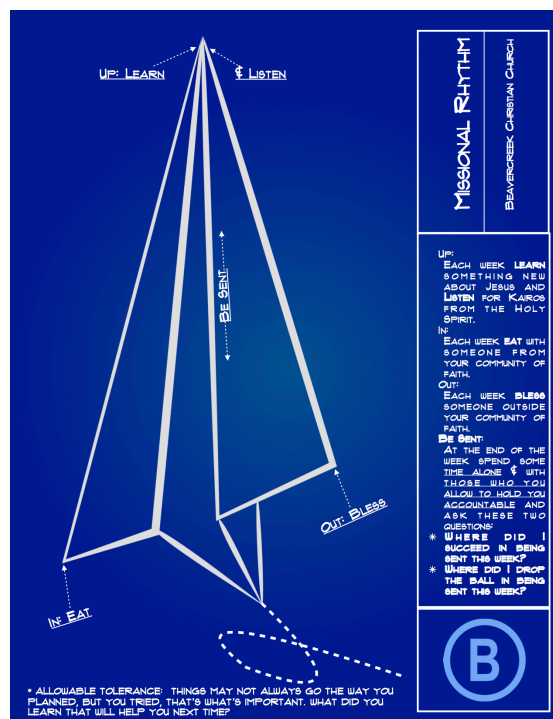 Up: Learn
& Listen
Be Sent
Out: Bless
In: Eat
• Allowable Tolerance: Things may not always go the way you
planned, but you tried, that's what's important. What did you
learn that will help you next time?
Missional Rhythm
Beavercreek Christian Church
Up:
Each week Learn
something new
about Jesus and
Listen for Kairos
from the Holy
Spirit.
In:
Each week Eat with
someone from
your community of
faith.
Out:
Each week Bless
someone outside
your community of
faith.
Be Sent:
At the end of the
week spend some
time alone & with
those who you
allow to hold you
accountable and
ask these two
questions:
* Where did I
succeed in being
sent this week?
* Where did I drop
the ball in being
sent this week?
B